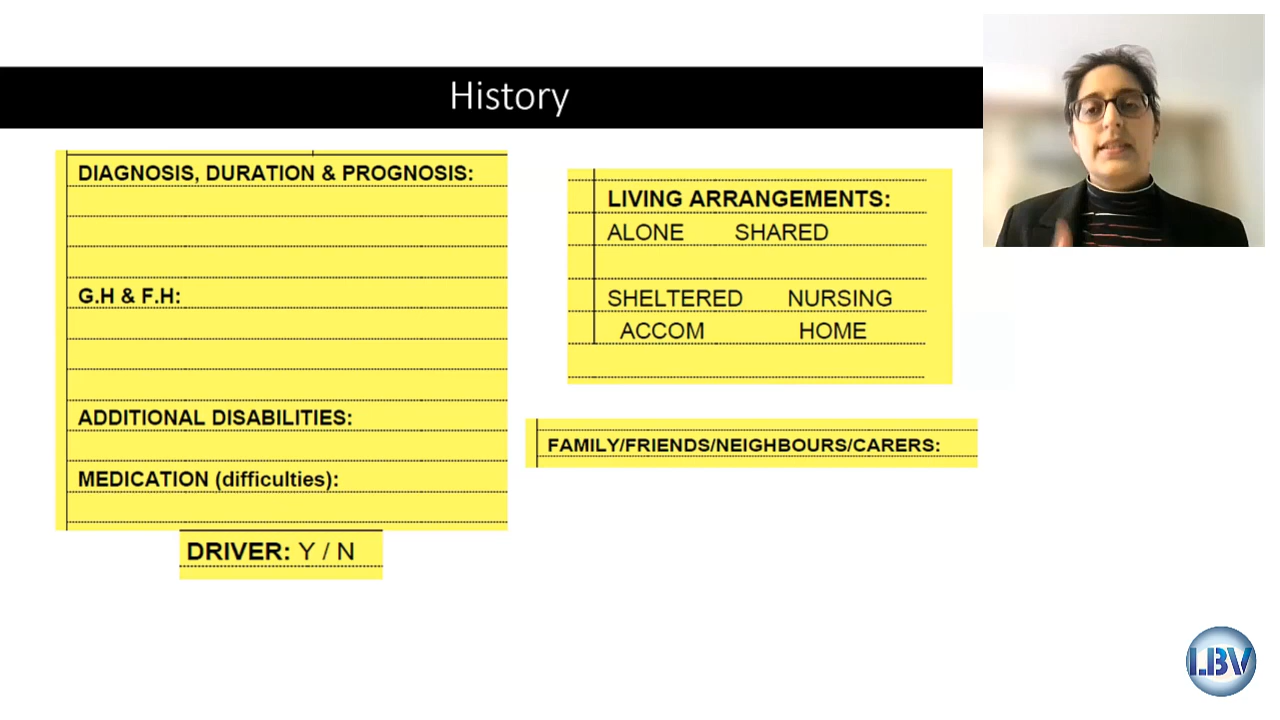 History
DIAGNOSIS, DURATION & PROGNOSIS:
G.H & F.H:
ADDITIONAL DISABILITIES:
MEDICATION (difficulties):
DRIVER: Y / N
LIVING ARRANGEMENTS:
ALONE SHARED
SHELTERED NURSING
ACCOM HOME
FAMILY/FRIENDS/NEIGHBOURS/CARERS:
LBV